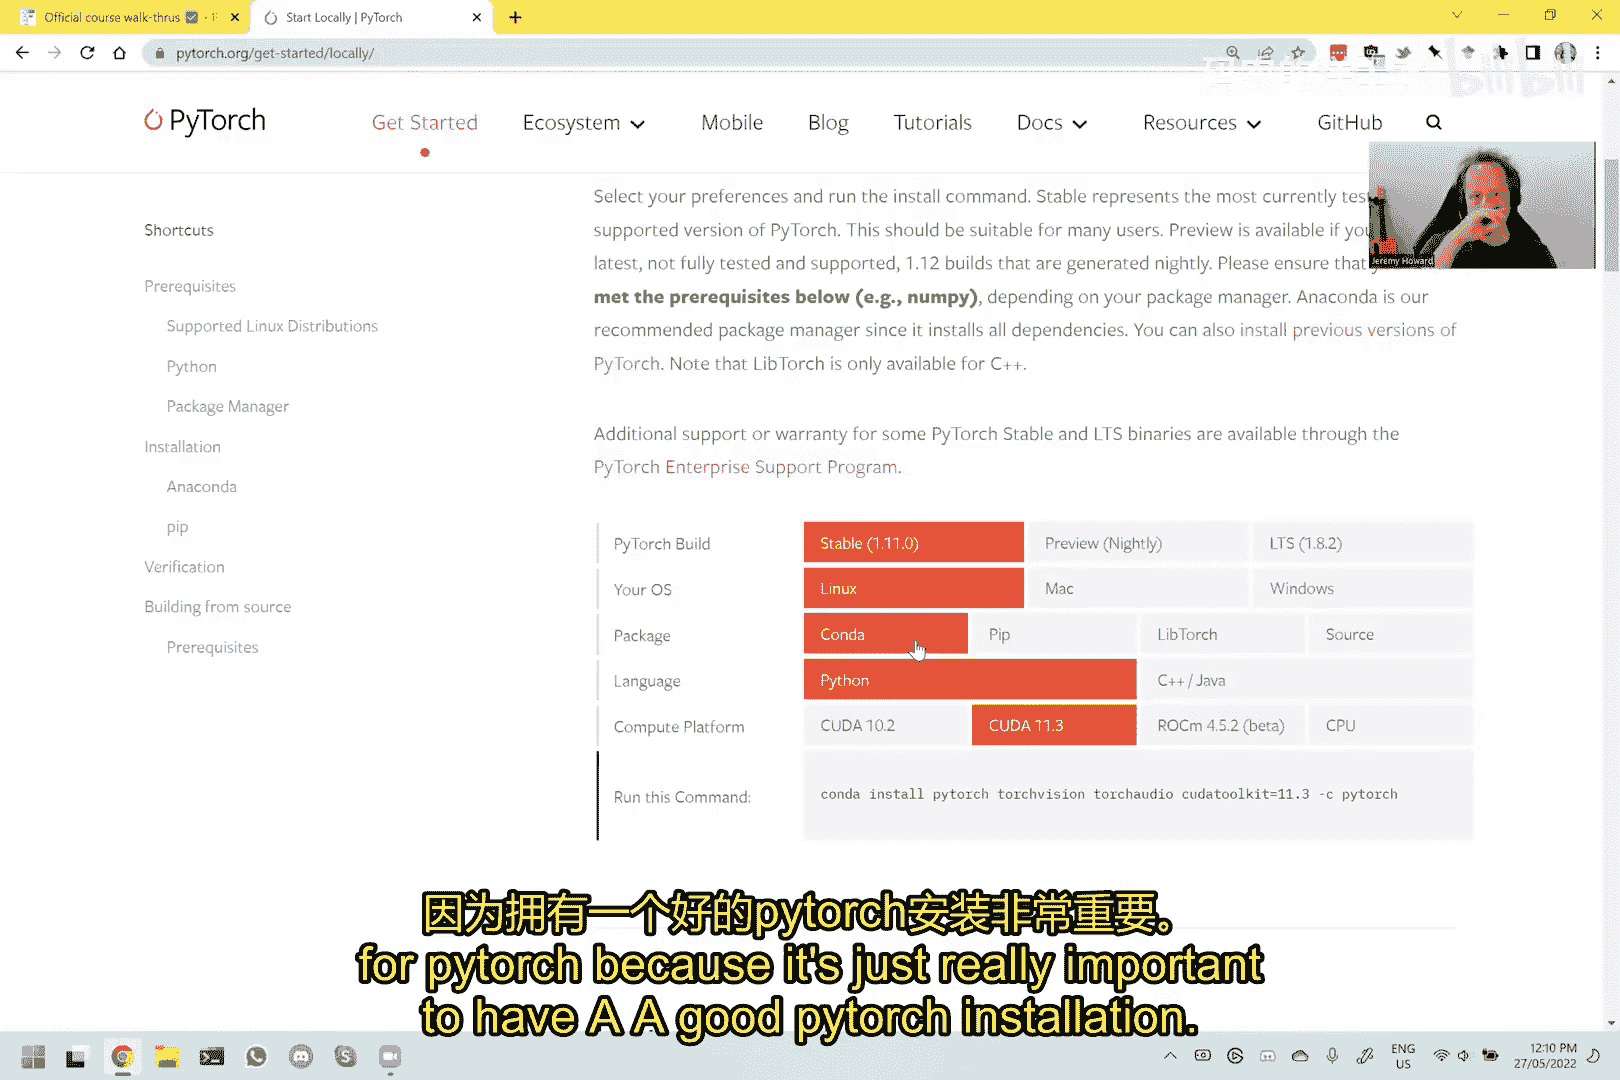 Official course walk-thrus
Start Locally | PyTorch
pytorch.org/get-started/locally/
bilibili
PyTorch
Get Started
Ecosystem
Mobile
Blog
Tutorials
Docs
Resources
GitHub
Jeremy Howard
Shortcuts
Prerequisites
Supported Linux Distributions
Python
Package Manager
Installation
Anaconda
pip
Verification
Building from source
Prerequisites
Select your preferences and run the install command. Stable represents the most currently
supported version of PyTorch. This should be suitable for many users. Preview is available if
latest, not fully tested and supported, 1.12 builds that are generated nightly. Please ensure that
met the prerequisites below (e.g., numpy), depending on your package manager. Anaconda is our
recommended package manager since it installs all dependencies. You can also install previous versions of
PyTorch. Note that LibTorch is only available for C++.
Additional support or warranty for some PyTorch Stable and LTS binaries are available through the
PyTorch Enterprise Support Program.
PyTorch Build Stable (1.11.0) Preview (Nightly) LTS (1.8.2)
Your OS Linux Mac Windows
Package Conda Pip LibTorch Source
Language Python C++ / Java
Compute Platform CUDA 10.2 CUDA 11.3 ROCm 4.5.2 (beta) CPU
Run this Command: conda install pytorch torchvision torchaudio cudatoolkit=11.3 -c pytorch
因为拥有一个好的pytorch安装非常重要。
for pytorch because it's just really important
to have A A good pytorch installation.
ENG
US
12:10 PM
27/05/2022